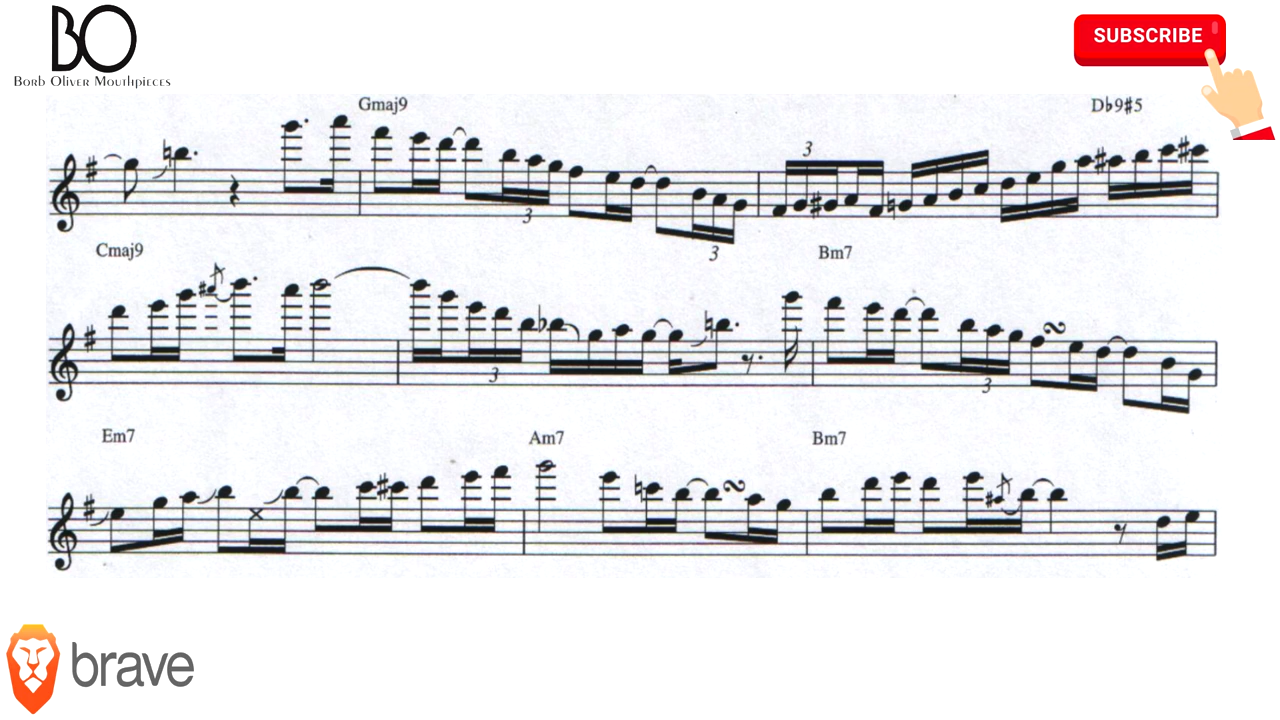 BO
Borb Oliver Mouthpieces
SUBSCRIBE
Gmaj9 Db9#5
3 3 3
Cmaj9 Bm7
3 3
Em7 Am7 Bm7
brave